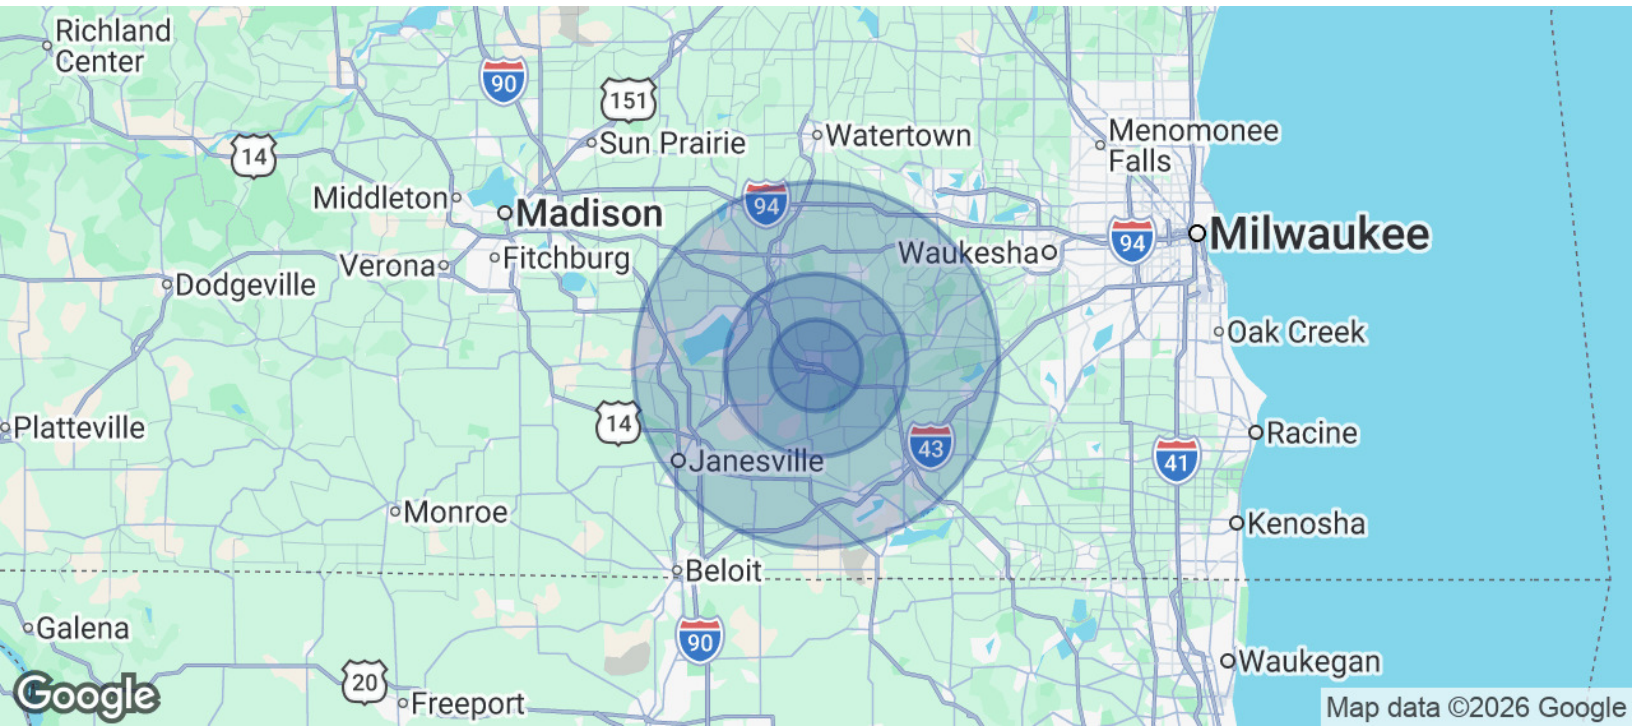 Richland
Center
90
151
Sun Prairie
Watertown
Menomonee
Falls
14
Middleton
Madison
94
Milwaukee
94
Waukesha
Verona
Fitchburg
Dodgeville
Oak Creek
Platteville
14
Janesville
43
41
Racine
Monroe
Kenosha
Beloit
Galena
90
Waukegan
20
Freeport
Google
Map data ©2026 Google